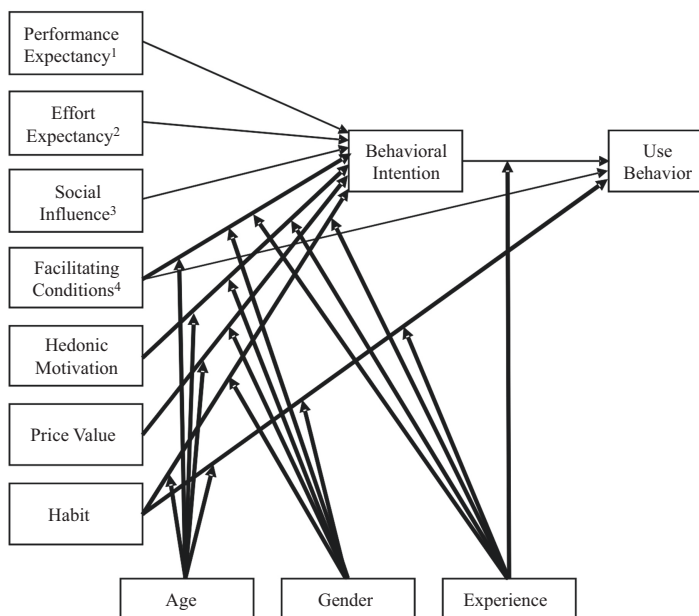 Performance
Expectancy¹
Effort
Expectancy²
Social
Influence³
Facilitating
Conditions⁴
Hedonic
Motivation
Price Value
Habit
Behavioral
Intention
Use
Behavior
Age
Gender
Experience